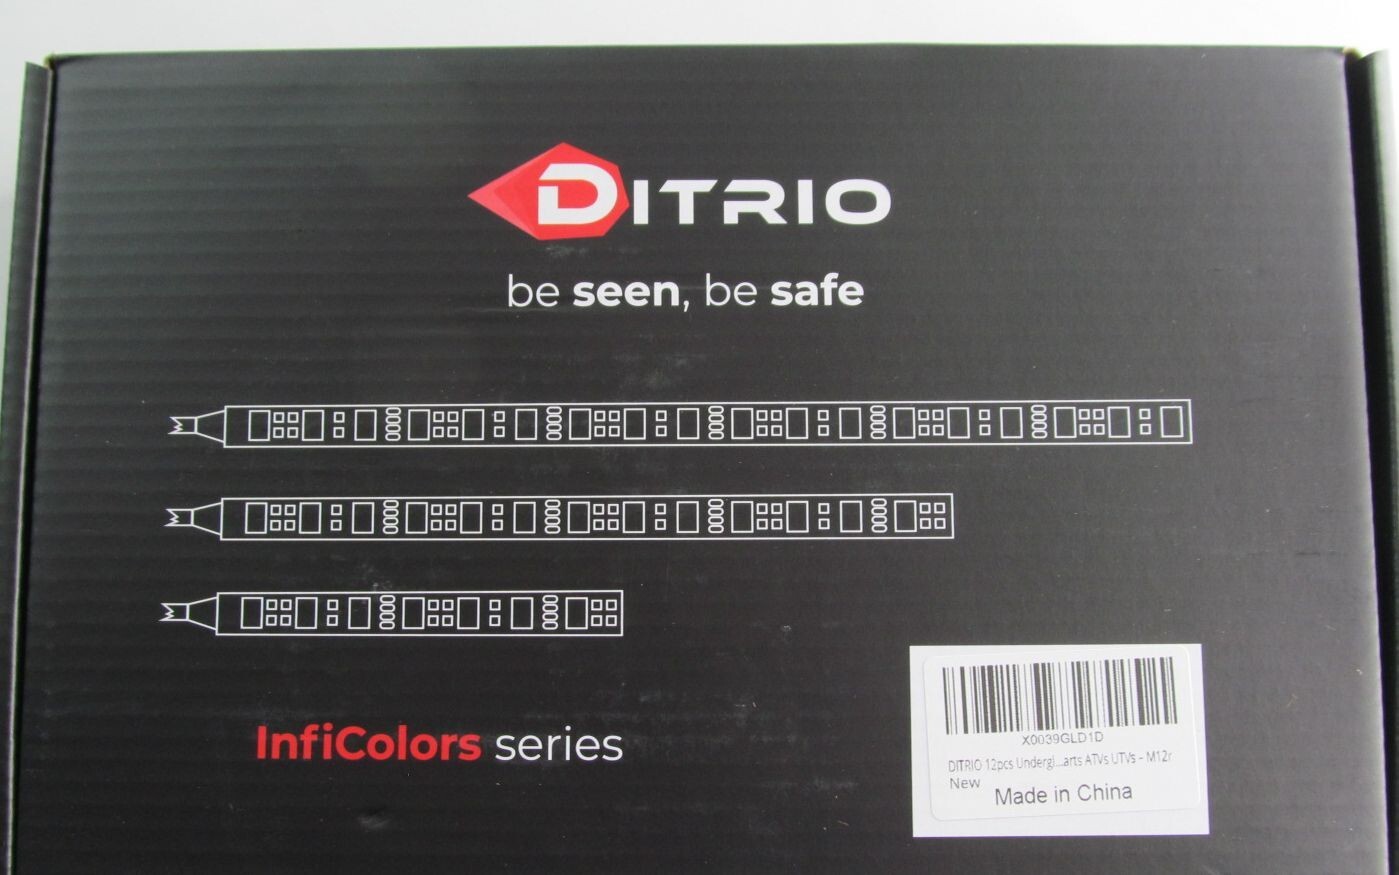 DITRIO
be seen, be safe
InfiColors series
X0039GLD1D
DITRIO 12pcs Undergl...arts ATVs UTVs - M12r
New
Made in China